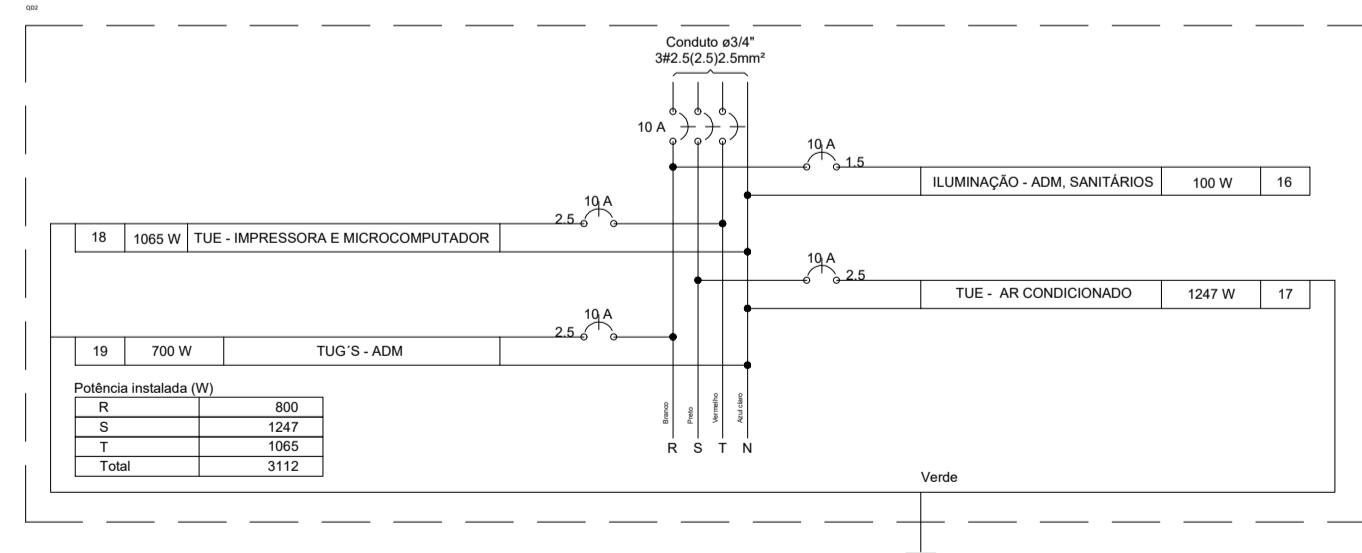 QD2
Conduto ø3/4"
3#2.5(2.5)2.5mm²
10 A
10 A
1.5
ILUMINAÇÃO - ADM, SANITÁRIOS 100 W 16
10 A
2.5
18 1065 W TUE - IMPRESSORA E MICROCOMPUTADOR
10 A
2.5
TUE - AR CONDICIONADO 1247 W 17
10 A
2.5
19 700 W TUG´S - ADM
Potência instalada (W)
R 800
S 1247
T 1065
Total 3112
Branco
Preto
Vermelho
Azul claro
R S T N
Verde